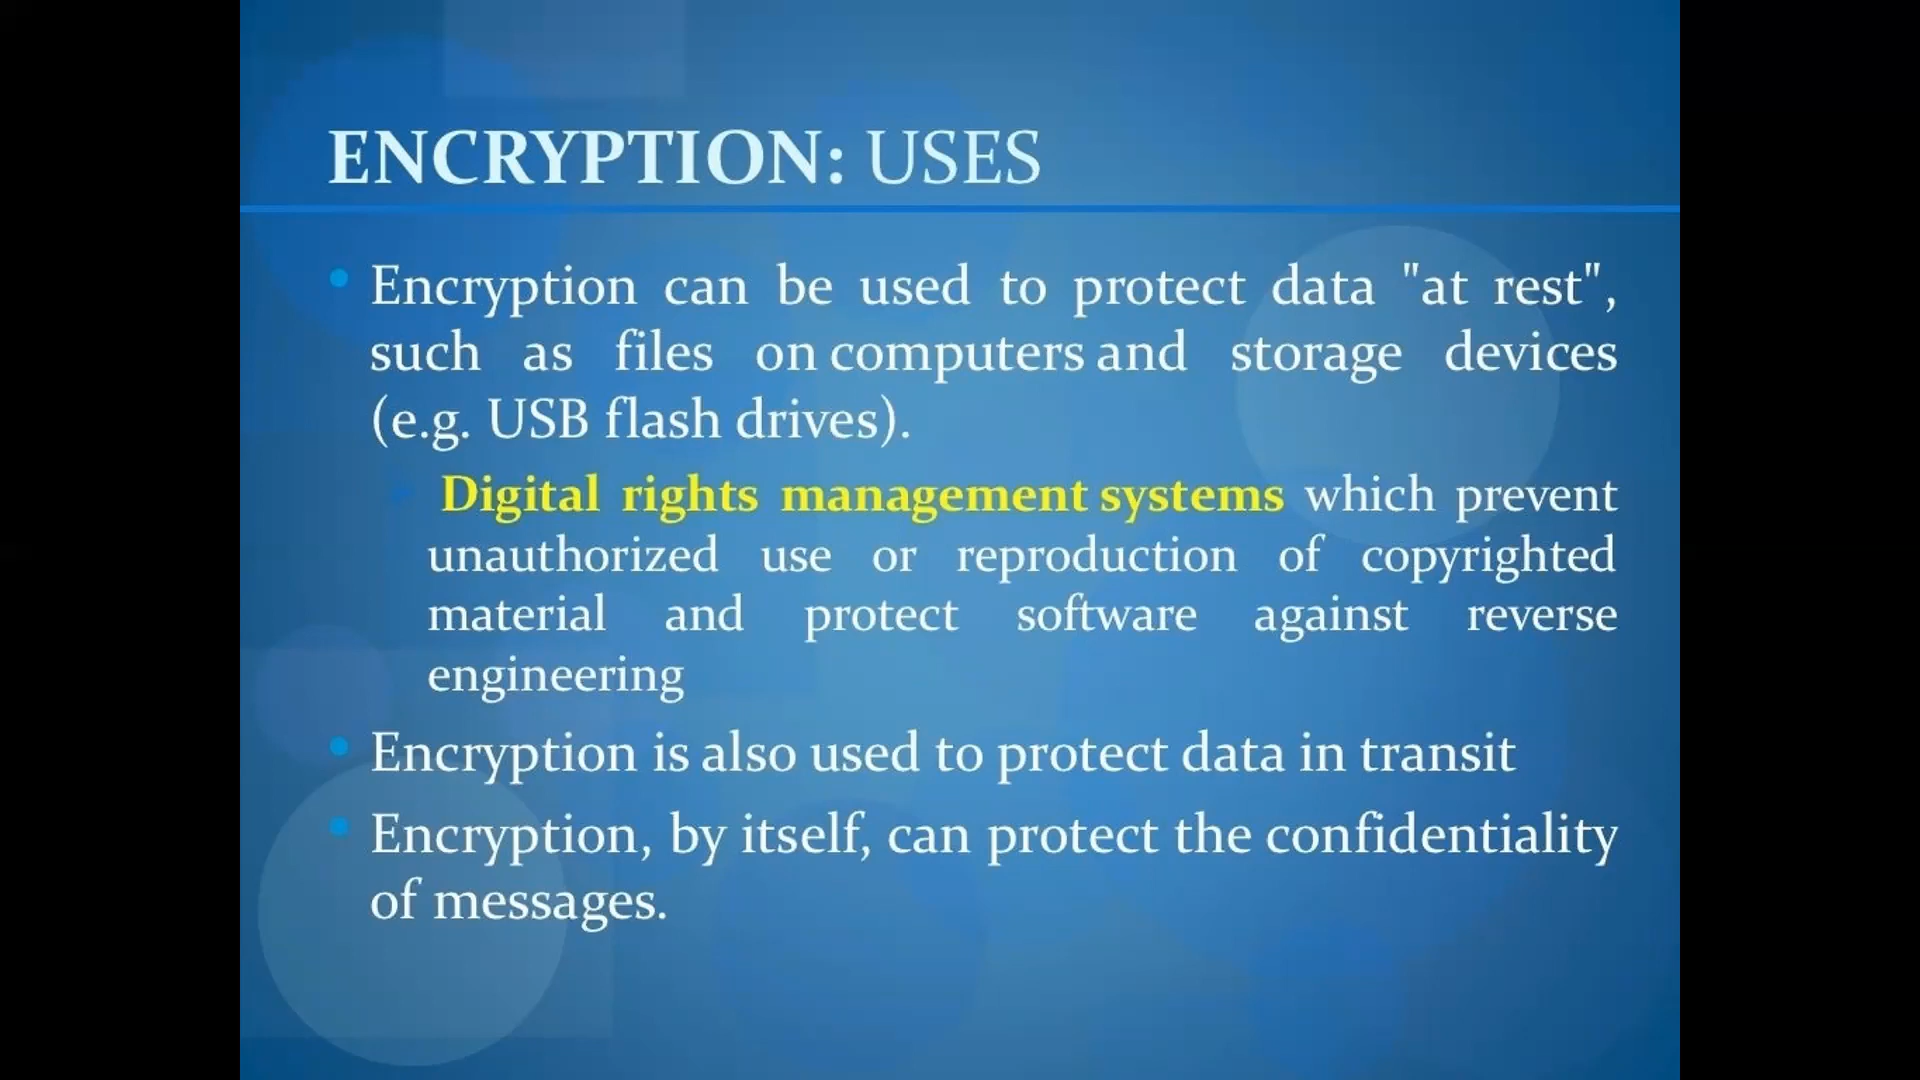 ENCRYPTION: USES
Encryption can be used to protect data "at rest",
such as files on computers and storage devices
(e.g. USB flash drives).
Digital rights management systems which prevent
unauthorized use or reproduction of copyrighted
material and protect software against reverse
engineering
Encryption is also used to protect data in transit
Encryption, by itself, can protect the confidentiality
of messages.